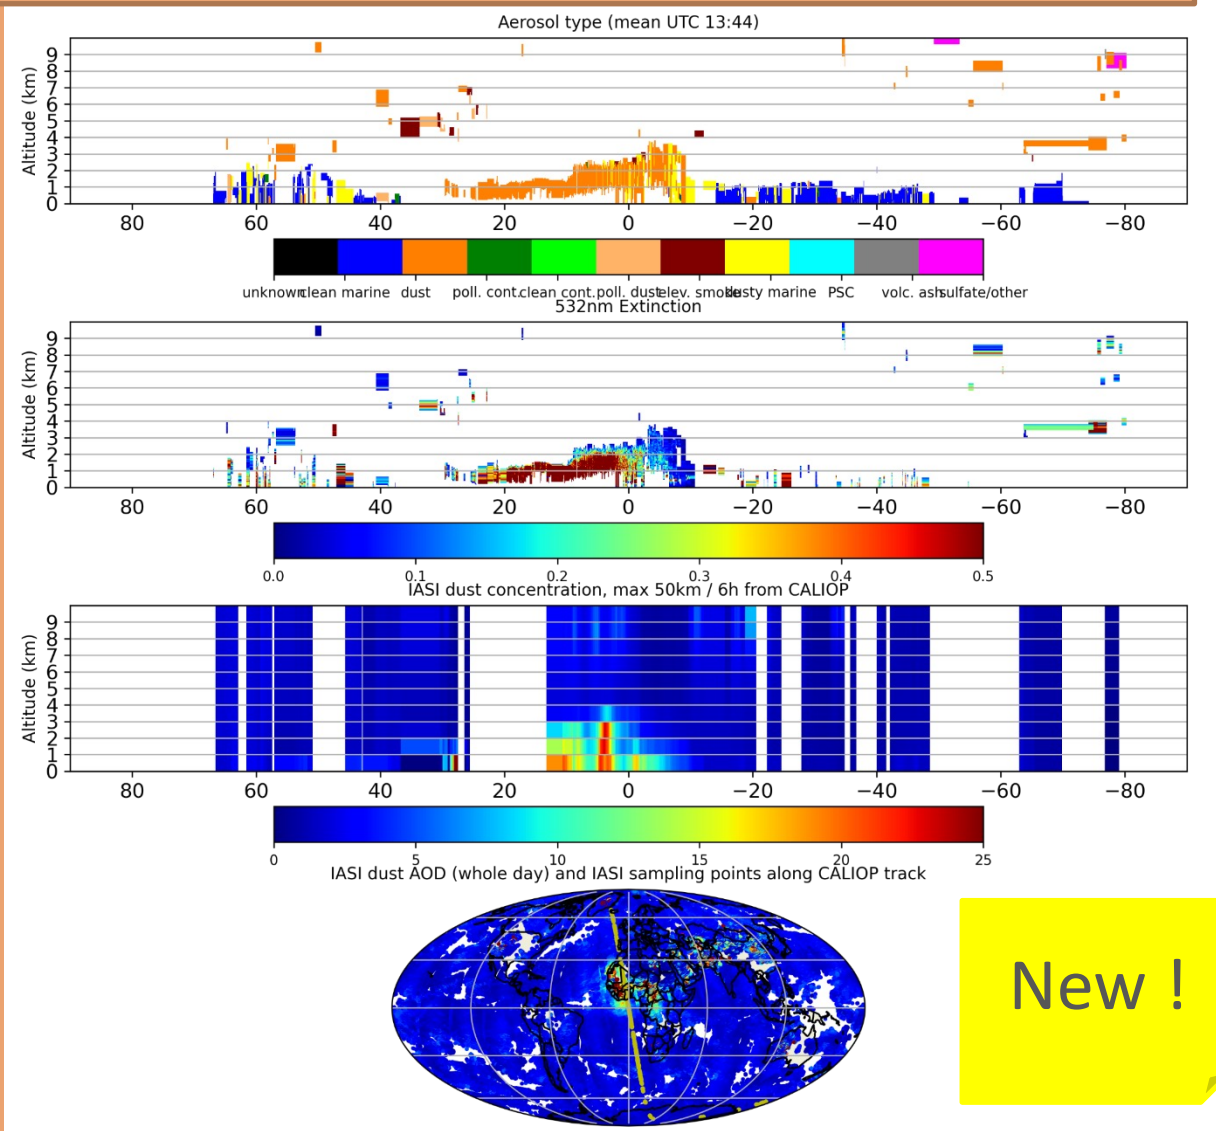 Aerosol type (mean UTC 13:44)
Altitude (km)
9
8
7
6
5
4
3
2
1
0
80 60 40 20 0 −20 −40 −60 −80
unknown clean marine dust poll. cont. clean cont. poll. dust elev. smoke dusty marine PSC volc. ash sulfate/other
532nm Extinction
Altitude (km)
9
8
7
6
5
4
3
2
1
0
80 60 40 20 0 −20 −40 −60 −80
0.0 0.1 0.2 0.3 0.4 0.5
IASI dust concentration, max 50km / 6h from CALIOP
Altitude (km)
9
8
7
6
5
4
3
2
1
0
80 60 40 20 0 −20 −40 −60 −80
0 5 10 15 20 25
IASI dust AOD (whole day) and IASI sampling points along CALIOP track
New !